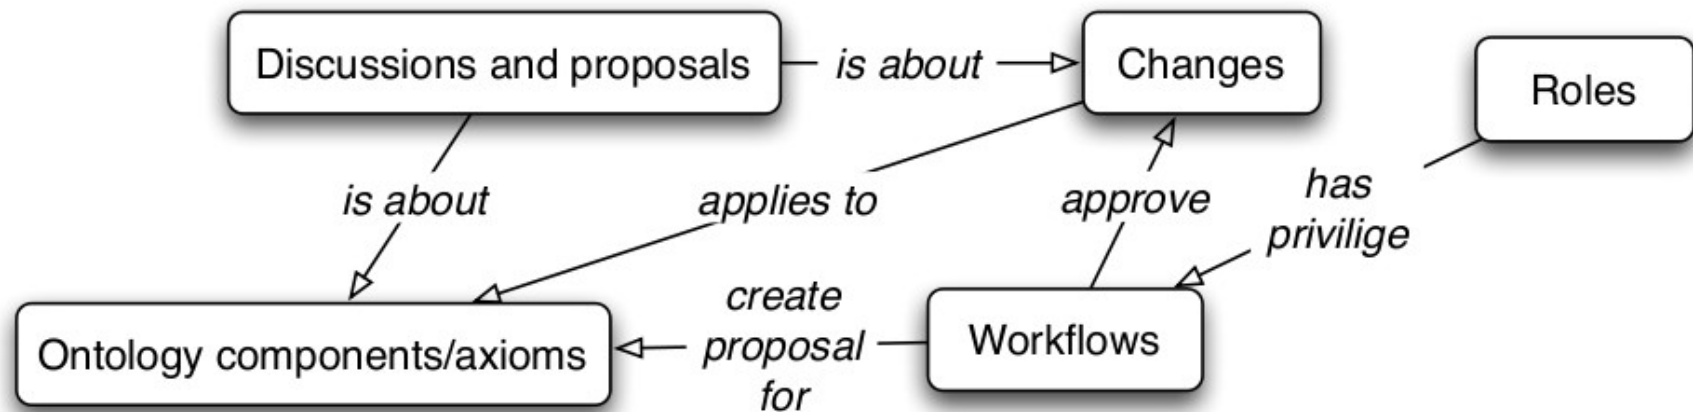 Discussions and proposals
is about
Changes
Roles
is about
applies to
approve
has
privilige
Ontology components/axioms
create
proposal
for
Workflows